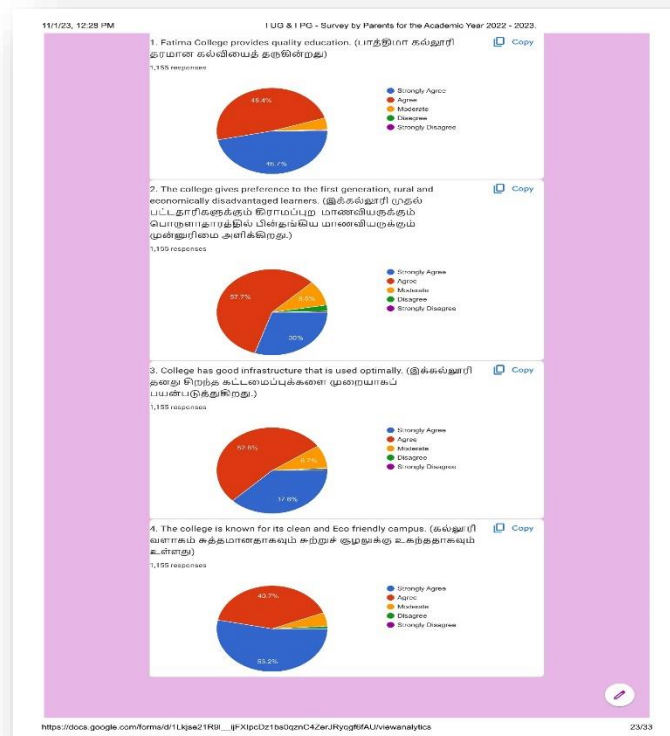 11/1/23, 12:28 PM
I UG & I PG - Survey by Parents for the Academic Year 2022 - 2023.
1. Fatima College provides quality education. (பாத்திமா கல்லூரி
தரமான கல்வியைத் தருகின்றது)
Copy
1,155 responses
Strongly Agree
Agree
Moderate
Disagree
Strongly Disagree
2. The college gives preference to the first generation, rural and
economically disadvantaged learners. (இக்கல்லூரி முதல்
பட்டதாரிகளுக்கும் கிராமப்புற மாணவியருக்கும்
பொருளாதாரத்தில் பின்தங்கிய மாணவியருக்கும்
முன்னுரிமை அளிக்கிறது.)
Copy
1,155 responses
57.7%
30%
Strongly Agree
Agree
Moderate
Disagree
Strongly Disagree
3. College has good infrastructure that is used optimally. (இக்கல்லூரி
தனது சிறந்த கட்டமைப்புக்களை முறையாகப்
பயன்படுத்துகிறது.)
Copy
1,155 responses
Strongly Agree
Agree
Moderate
Disagree
Strongly Disagree
4. The college is known for its clean and Eco friendly campus. (கல்லூரி
வளாகம் சுத்தமானதாகவும் சுற்றுச் சூழலுக்கு உகந்ததாகவும்
உள்ளது)
Copy
1,155 responses
53.2%
Strongly Agree
Agree
Moderate
Disagree
Strongly Disagree
23/33